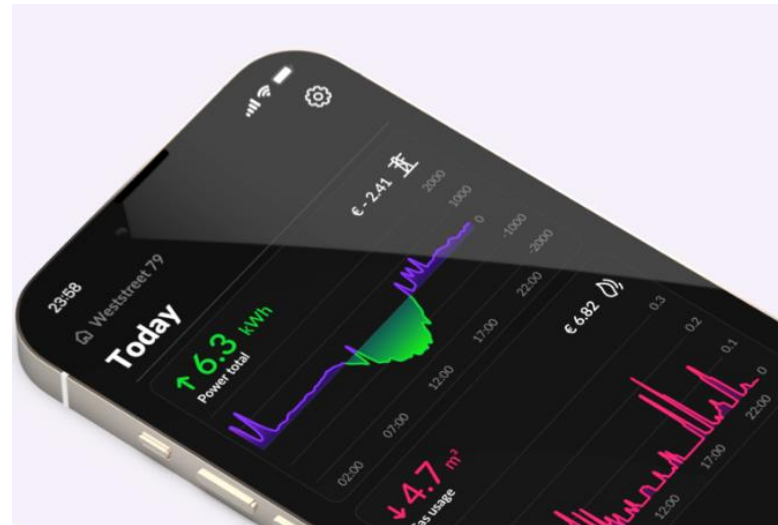 23:58
Weststreet 79
Today
↑ 6.3 kWh
Power total
€ - 2.41
2000
1000
0
-1000
-2000
02:00 07:00 12:00 17:00 22:00
↓ 4.7 m³
Gas usage
€ 6.82
0.3
0.2
0.1
0
12:00 17:00 22:00